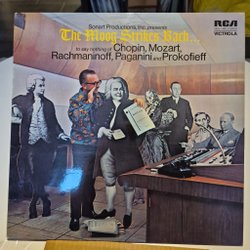 Sonart Productions, Inc. presents:
The Moog Strikes Bach...
to say nothing of Chopin, Mozart,
Rachmaninoff, Paganini and Prokofieff
RCA
VICTROLA